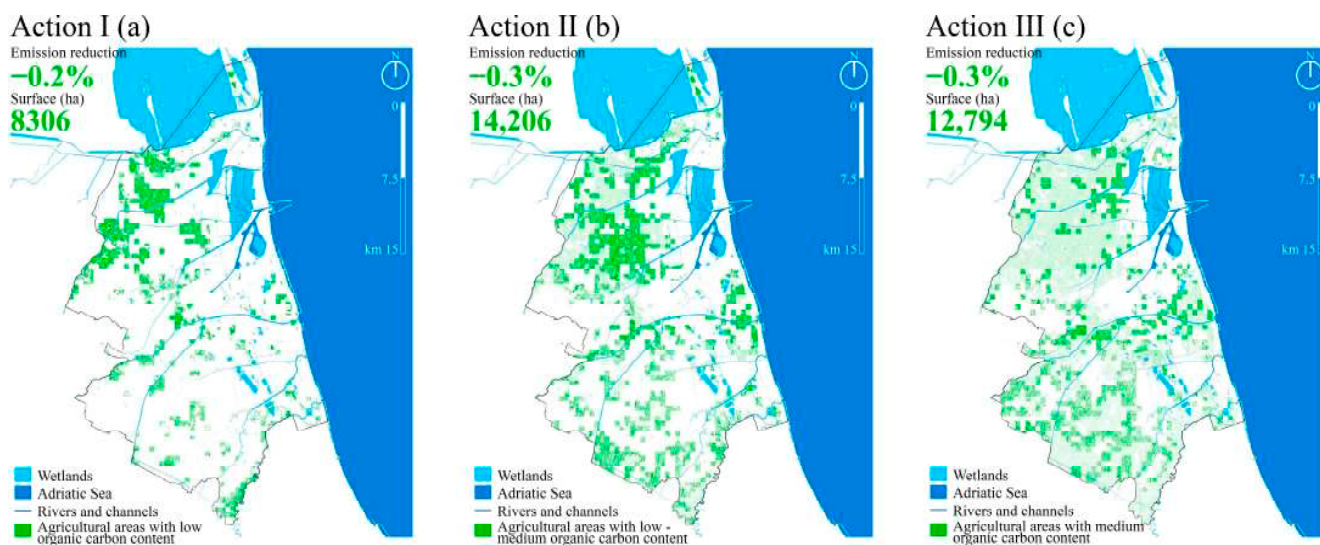 Action I (a)
Emission reduction
−0.2%
Surface (ha)
8306
N
0
7.5
km 15
Wetlands
Adriatic Sea
Rivers and channels
Agricultural areas with low
organic carbon content
Action II (b)
Emission reduction
−0.3%
Surface (ha)
14,206
N
0
7.5
km 15
Wetlands
Adriatic Sea
Rivers and channels
Agricultural areas with low -
medium organic carbon content
Action III (c)
Emission reduction
−0.3%
Surface (ha)
12,794
N
0
7.5
km 15
Wetlands
Adriatic Sea
Rivers and channels
Agricultural areas with medium
organic carbon content